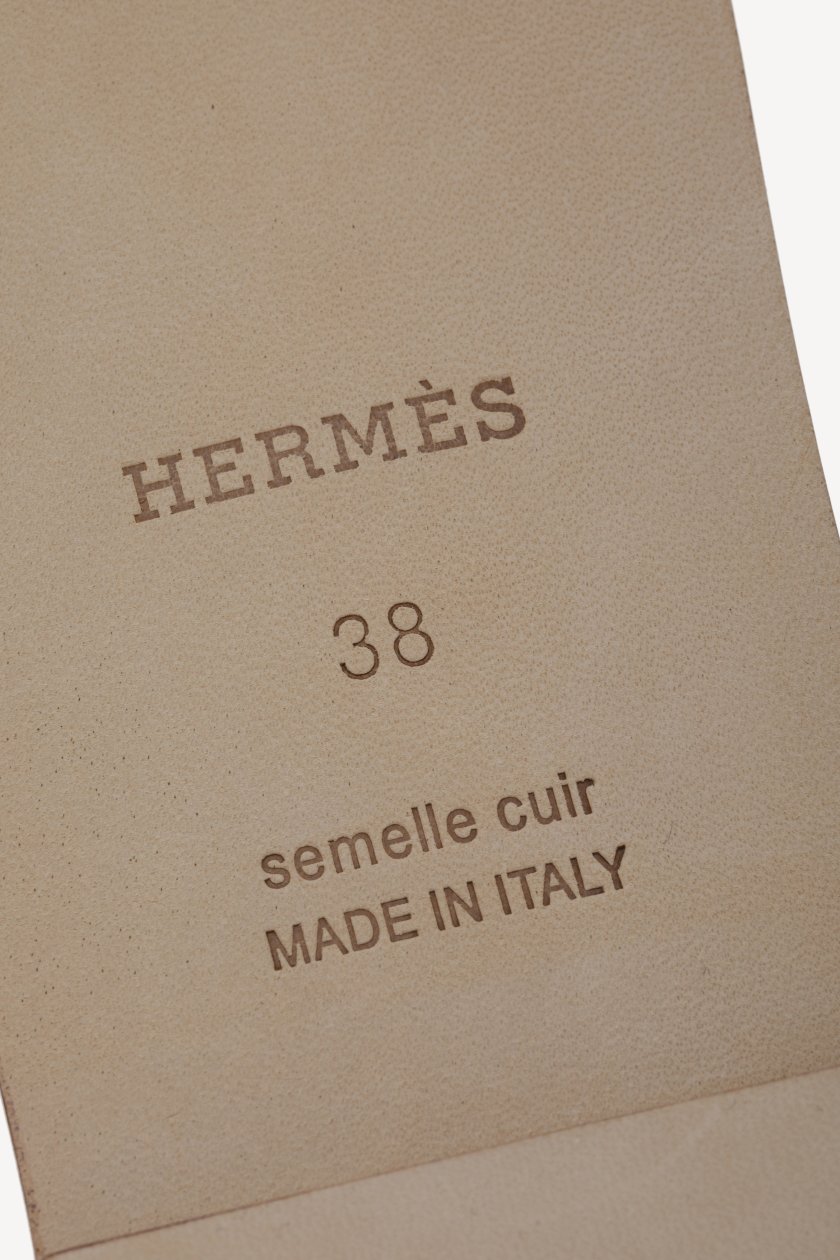 HERMÈS
38
semelle cuir
MADE IN ITALY